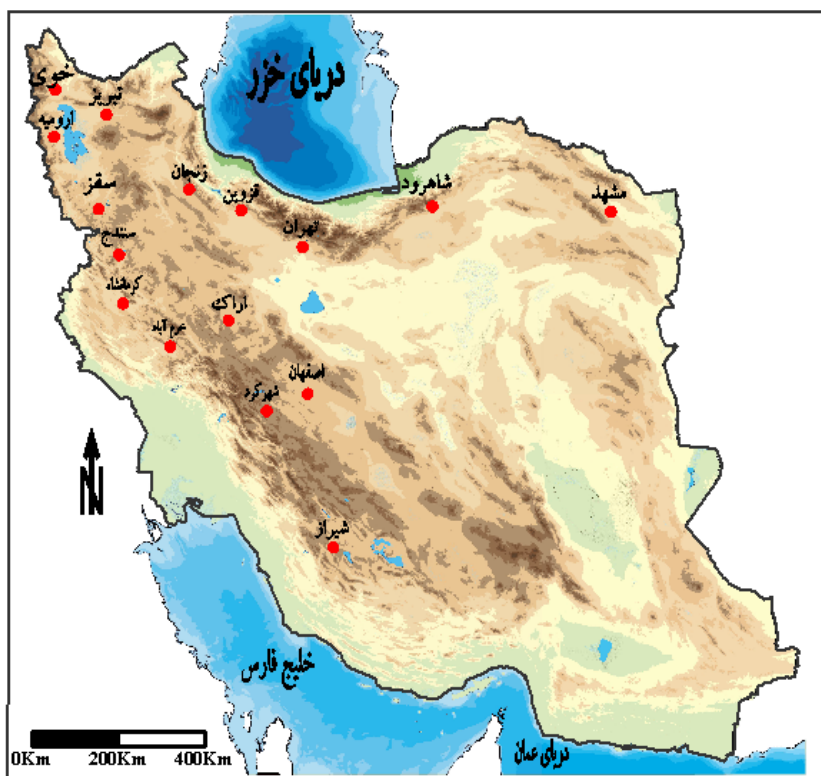 دریای خزر
خوی
تبریز
ارومیه
زنجان
سقز
قزوین
شاهرود
مشهد
تهران
سنندج
کرمانشاه
اراک
خرم آباد
اصفهان
شهرکرد
N
شیراز
خلیج فارس
دریای عمان
0Km 200Km 400Km